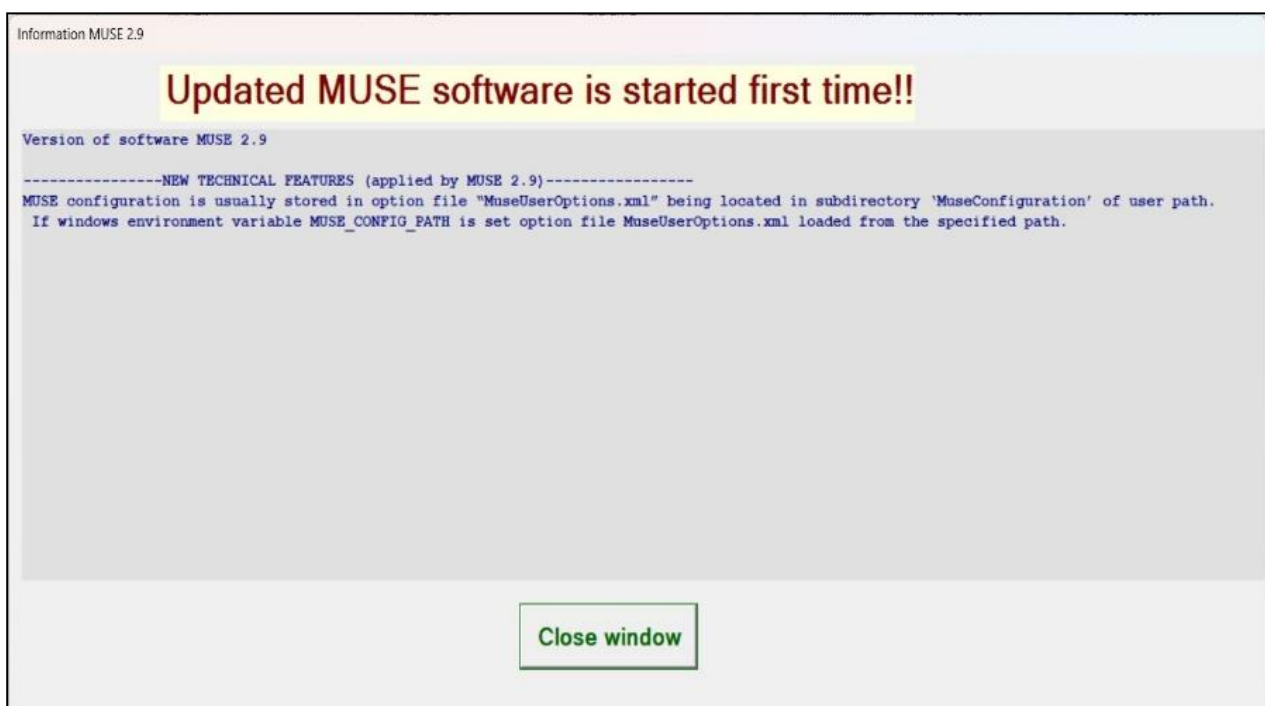 Information MUSE 2.9
Updated MUSE software is started first time!!
Version of software MUSE 2.9
----------------NEW TECHNICAL FEATURES (applied by MUSE 2.9)-----------------
MUSE configuration is usually stored in option file "MuseUserOptions.xml" being located in subdirectory 'MuseConfiguration' of user path.
If windows environment variable MUSE_CONFIG_PATH is set option file MuseUserOptions.xml loaded from the specified path.
Close window